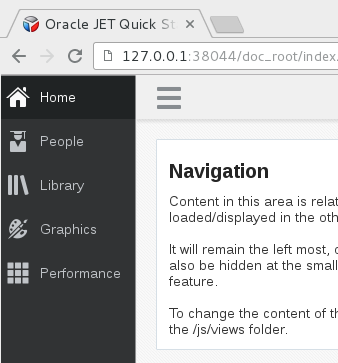 Oracle JET Quick St
127.0.0.1:38044/doc_root/index.
Home
People
Library
Graphics
Performance
Navigation
Content in this area is relat
loaded/displayed in the oth
It will remain the left most, c
also be hidden at the small
feature.
To change the content of th
the /js/views folder.